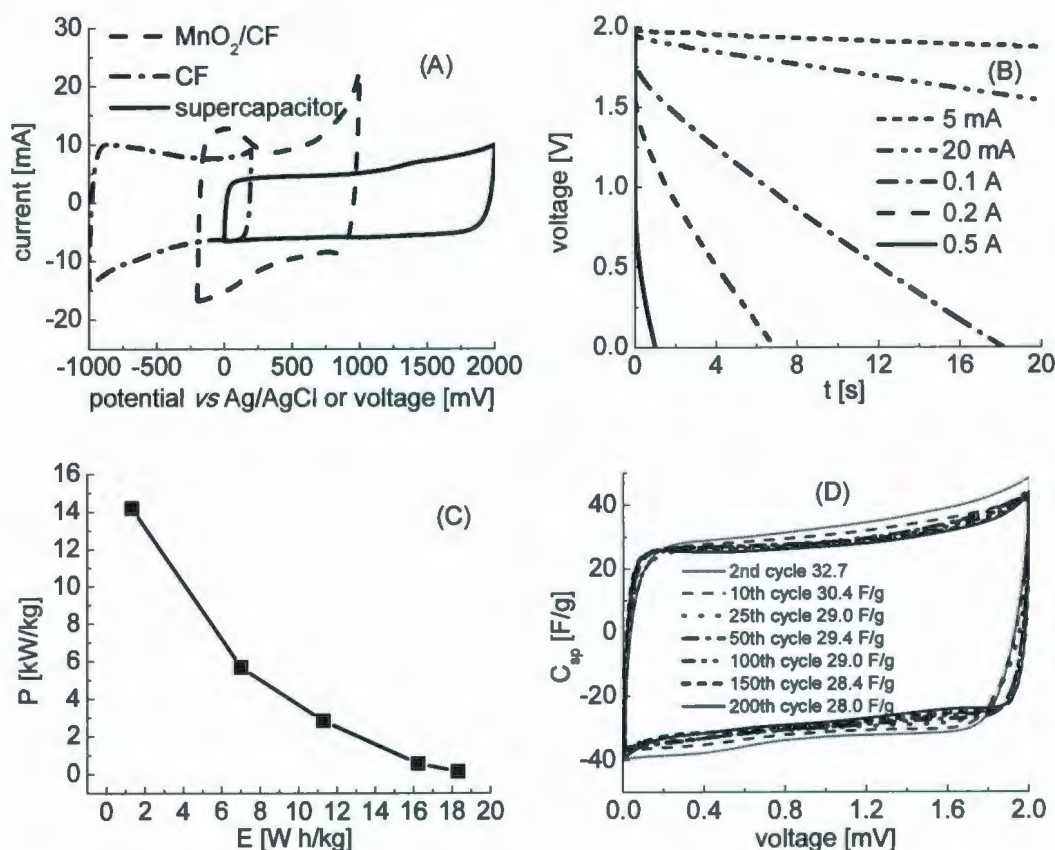 (A)
MnO2/CF
CF
supercapacitor
30
20
10
0
-10
-20
current [mA]
-1000 -500 0 500 1000 1500 2000
potential vs Ag/AgCl or voltage [mV]
(B)
5 mA
20 mA
0.1 A
0.2 A
0.5 A
2.0
1.5
1.0
0.5
0.0
voltage [V]
0 4 8 12 16 20
t [s]
(C)
16
14
12
10
8
6
4
2
0
P [kW/kg]
0 2 4 6 8 10 12 14 16 18 20
E [W h/kg]
(D)
40
20
0
-20
-40
Csp [F/g]
2nd cycle 32.7
10th cycle 30.4 F/g
25th cycle 29.0 F/g
50th cycle 29.4 F/g
100th cycle 29.0 F/g
150th cycle 28.4 F/g
200th cycle 28.0 F/g
0.0 0.4 0.8 1.2 1.6 2.0
voltage [mV]